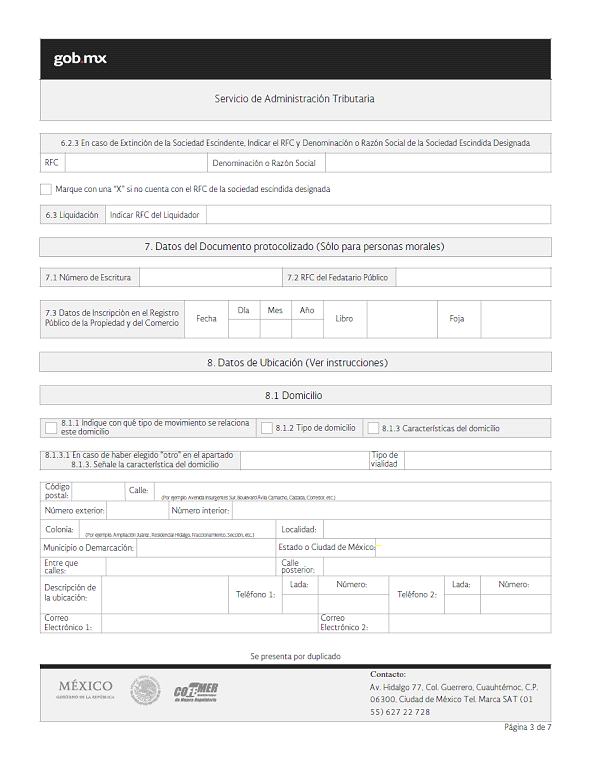 gob.mx
Servicio de Administración Tributaria
6.2.3 En caso de Extinción de la Sociedad Escindente, Indicar el RFC y Denominación o Razón Social de la Sociedad Escindida Designada
RFC
Denominación o Razón Social
Marque con una "X" si no cuenta con el RFC de la sociedad escindida designada
6.3 Liquidación
Indicar RFC del Liquidador
7. Datos del Documento protocolizado (Sólo para personas morales)
7.1 Número de Escritura
7.2 RFC del Fedatario Público
7.3 Datos de Inscripción en el Registro
Público de la Propiedad y del Comercio
Fecha
Día
Mes
Año
Libro
Foja
8. Datos de Ubicación (Ver instrucciones)
8.1 Domicilio
8.1.1 Indique con qué tipo de movimiento se relaciona
este domicilio
8.1.2 Tipo de domicilio
8.1.3 Características del domicilio
8.1.3.1 En caso de haber elegido "otro" en el apartado
8.1.3. Señale la característica del domicilio
Tipo de
vialidad
Código
postal:
Calle:
(Por ejemplo: Avenida Insurgentes Sur, Boulevard Ávila Camacho, Calzada, Corredor, etc.)
Número exterior:
Número interior:
Colonia:
(Por ejemplo: Ampliación Juárez, Residencial Hidalgo, Fraccionamiento, Sección, etc.)
Localidad:
Municipio o Demarcación:
Estado o Ciudad de México:
Entre que
calles:
Calle
posterior:
Descripción de
la ubicación:
Teléfono 1:
Lada:
Número:
Teléfono 2:
Lada:
Número:
Correo
Electrónico 1:
Correo
Electrónico 2:
Se presenta por duplicado
MÉXICO
GOBIERNO DE LA REPÚBLICA
COFEMER
de Mejora Regulatoria
Contacto:
Av. Hidalgo 77, Col. Guerrero, Cuauhtémoc, C.P.
06300, Ciudad de México Tel. Marca SAT (01
55) 627 22 728
Página 3 de 7